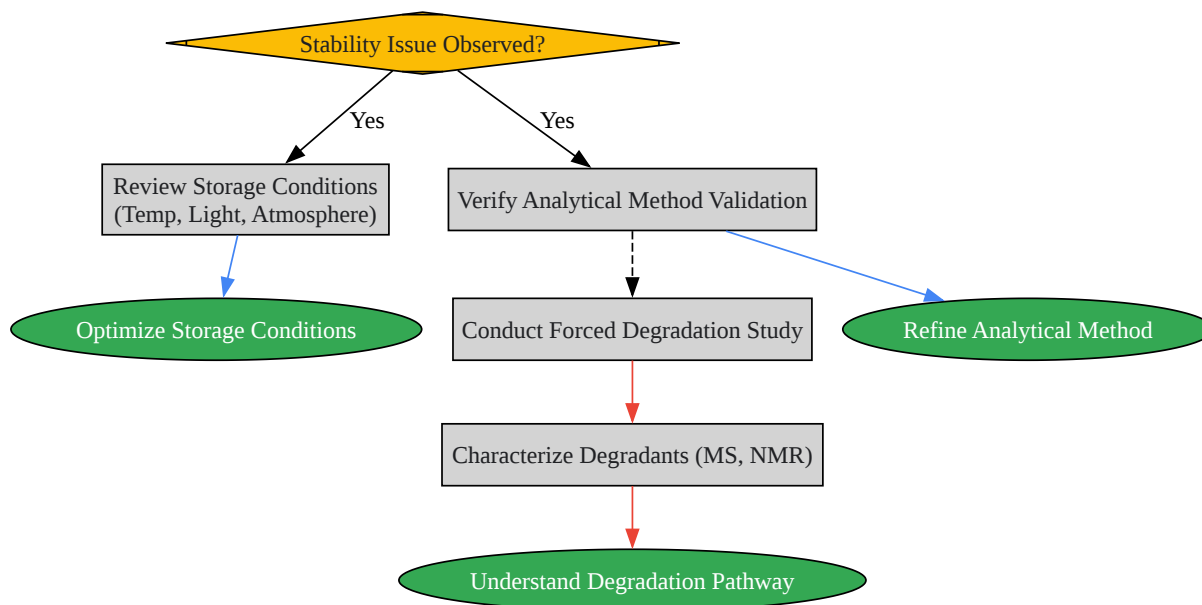 Stability Issue Observed?
Yes
Yes
Review Storage Conditions
(Temp, Light, Atmosphere)
Verify Analytical Method Validation
Optimize Storage Conditions
Conduct Forced Degradation Study
Refine Analytical Method
Characterize Degradants (MS, NMR)
Understand Degradation Pathway